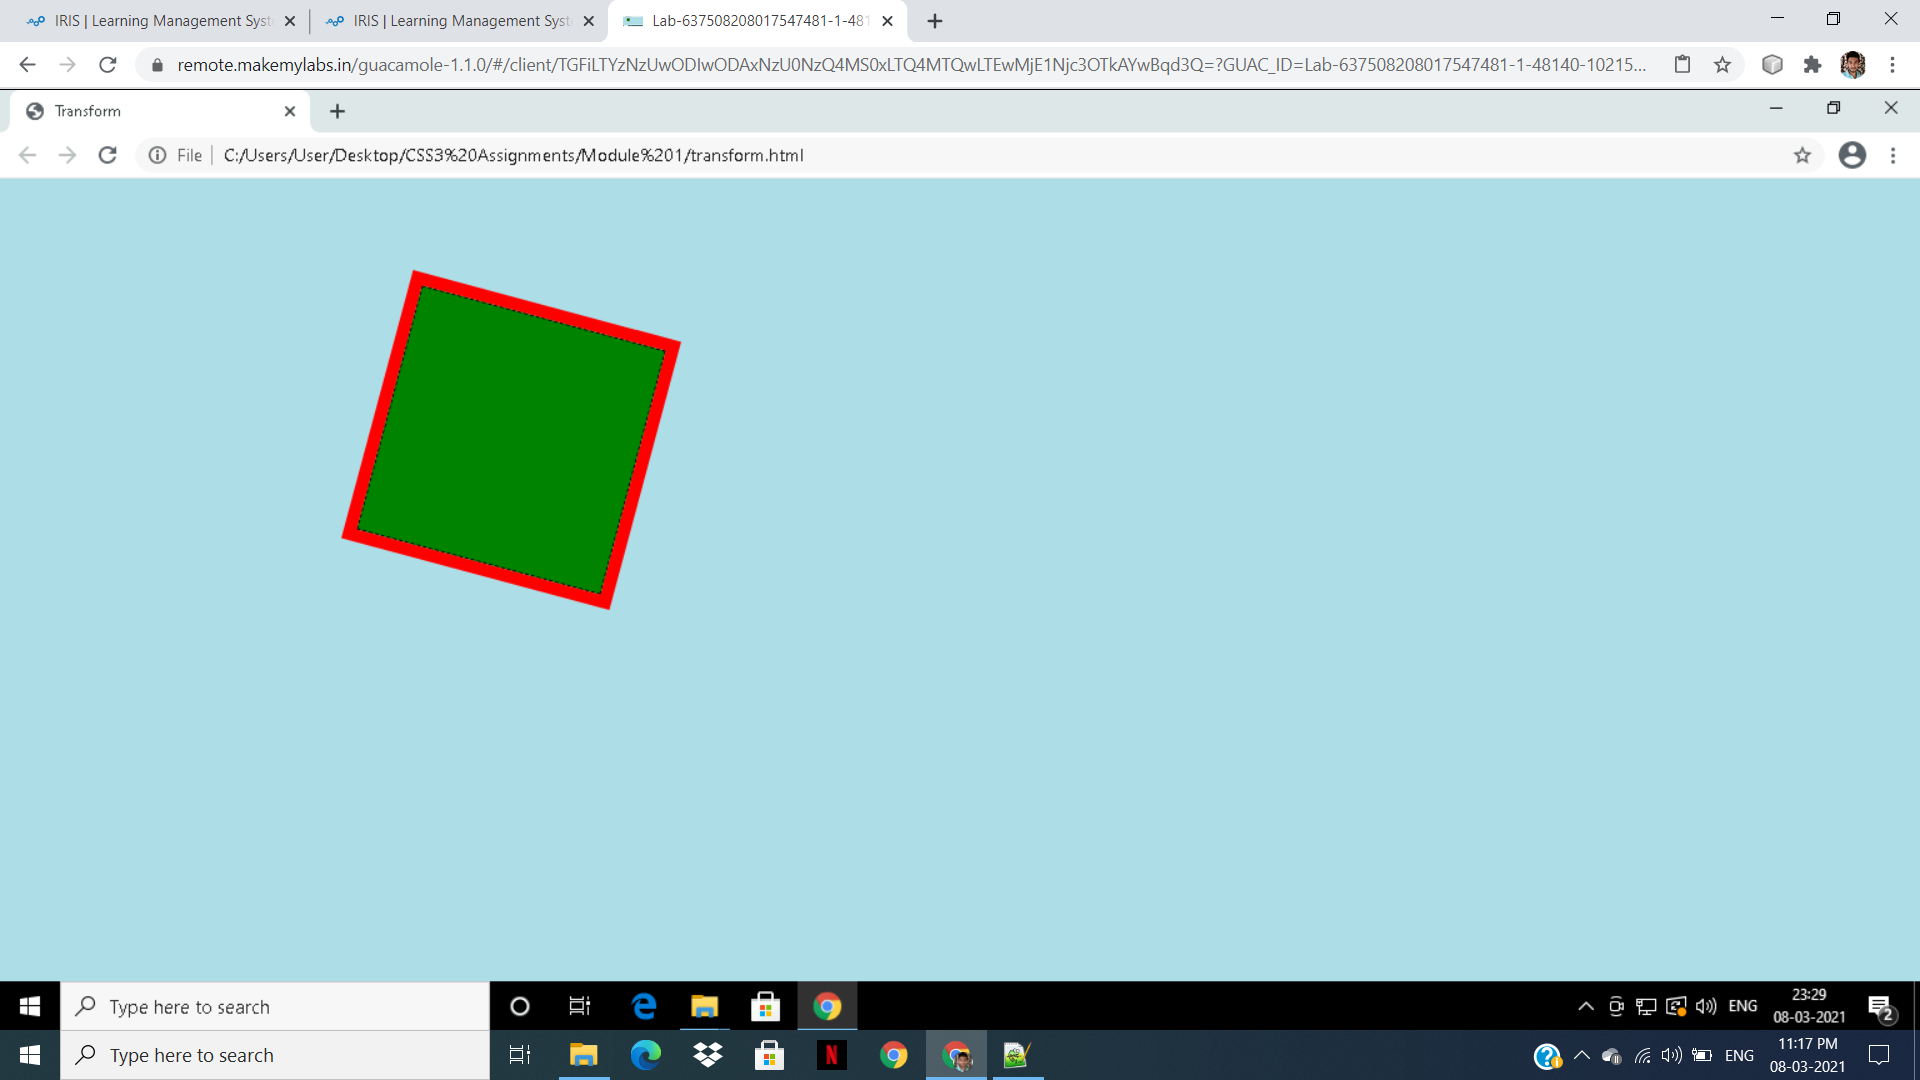 IRIS | Learning Management Syst
IRIS | Learning Management Syst
Lab-637508208017547481-1-481
remote.makemylabs.in/guacamole-1.1.0/#/client/TGFiLTYzNzUwODIwODAxNzU0NzQ4MS0xLTQ4MTQwLTEwMjE1Njc3OTkAYwBqd3Q=?GUAC_ID=Lab-637508208017547481-1-48140-10215...
Transform
File | C:/Users/User/Desktop/CSS3%20Assignments/Module%201/transform.html
Type here to search
ENG
23:29
08-03-2021
2
Type here to search
N
ENG
11:17 PM
08-03-2021